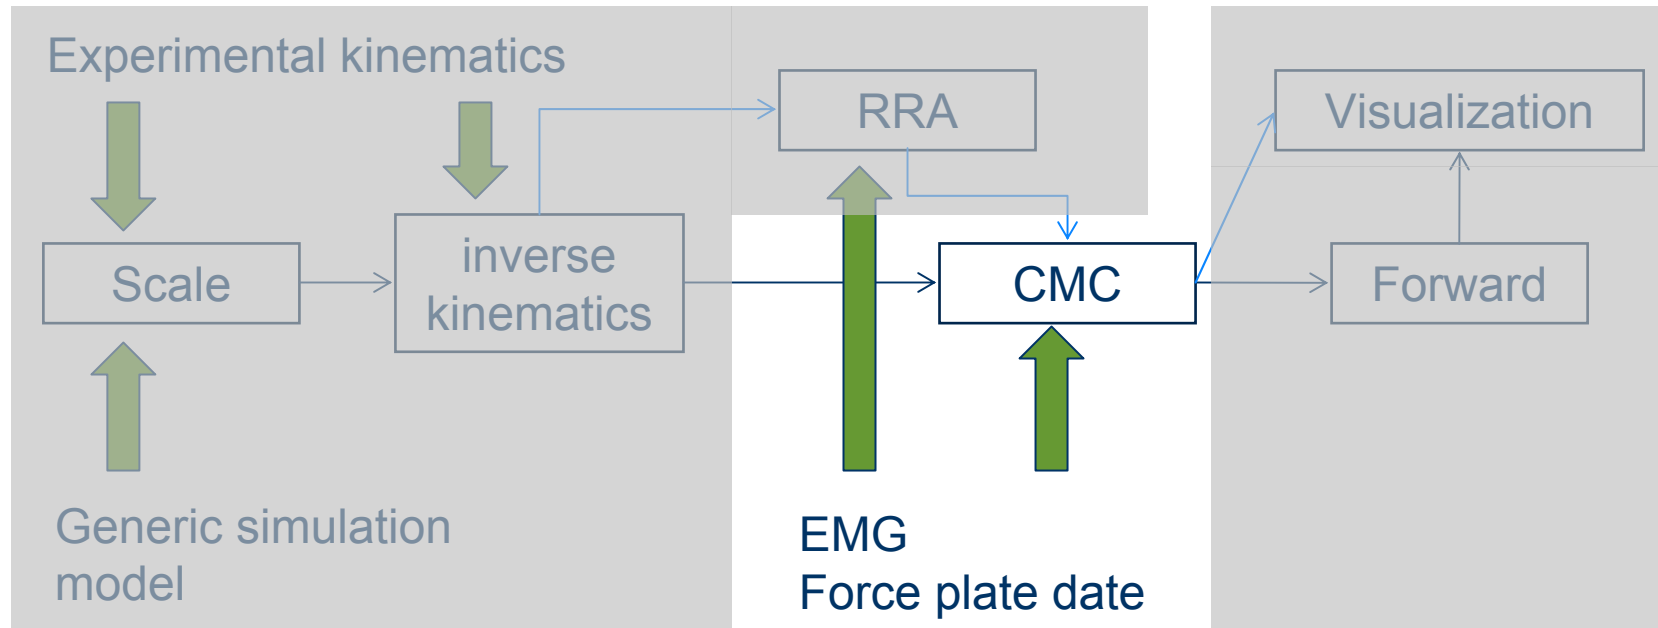 Experimental kinematics
RRA
Visualization
Scale
inverse
kinematics
CMC
Forward
Generic simulation
model
EMG
Force plate date